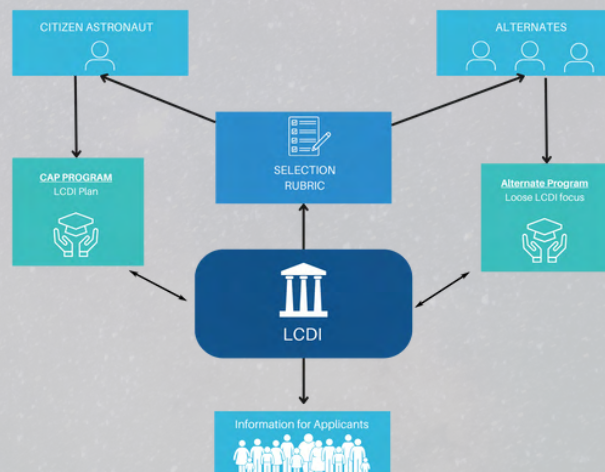 CITIZEN ASTRONAUT
ALTERNATES
SELECTION
RUBRIC
CAP PROGRAM
LCDI Plan
Alternate Program
Loose LCDI focus
LCDI
Information for Applicants